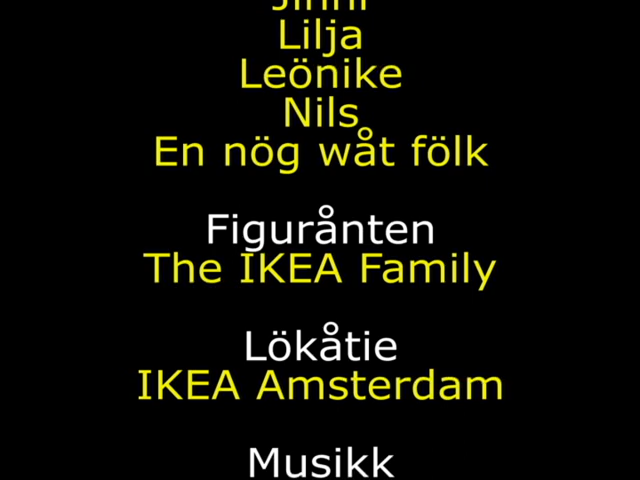 Lilja
Leönike
Nils
En nög wåt fölk
Figurånten
The IKEA Family
Lökåtie
IKEA Amsterdam
Musikk